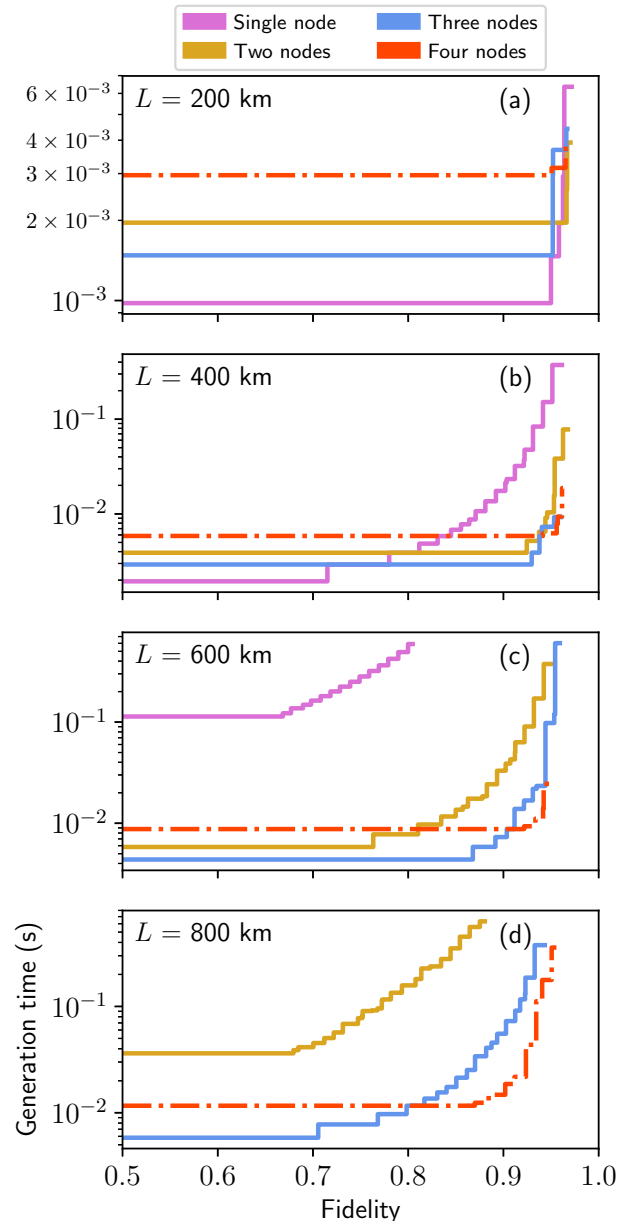 Single node
Three nodes
Two nodes
Four nodes
L = 200 km
(a)
6 × 10⁻³
4 × 10⁻³
3 × 10⁻³
2 × 10⁻³
10⁻³
L = 400 km
(b)
10⁻¹
10⁻²
L = 600 km
(c)
10⁻¹
10⁻²
L = 800 km
(d)
10⁻¹
10⁻²
Generation time (s)
0.5 0.6 0.7 0.8 0.9 1.0
Fidelity